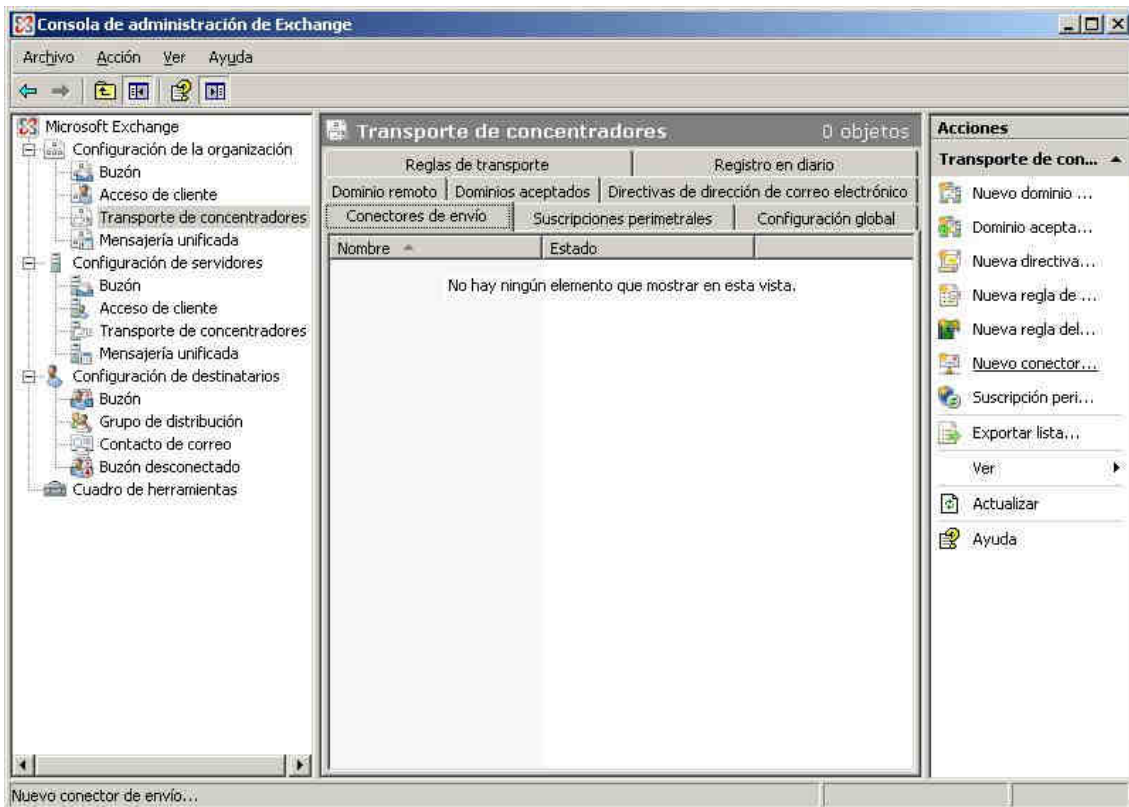 Consola de administración de Exchange
Archivo Acción Ver Ayuda
Microsoft Exchange
Configuración de la organización
Buzón
Acceso de cliente
Transporte de concentradores
Mensajería unificada
Configuración de servidores
Buzón
Acceso de cliente
Transporte de concentradores
Mensajería unificada
Configuración de destinatarios
Buzón
Grupo de distribución
Contacto de correo
Buzón desconectado
Cuadro de herramientas
Transporte de concentradores 0 objetos
Reglas de transporte Registro en diario
Dominio remoto Dominios aceptados Directivas de dirección de correo electrónico
Conectores de envío Suscripciones perimetrales Configuración global
Nombre Estado
No hay ningún elemento que mostrar en esta vista.
Acciones
Transporte de con...
Nuevo dominio ...
Dominio acepta...
Nueva directiva...
Nueva regla de ...
Nueva regla del...
Nuevo conector...
Suscripción peri...
Exportar lista...
Ver
Actualizar
Ayuda
Nuevo conector de envío...